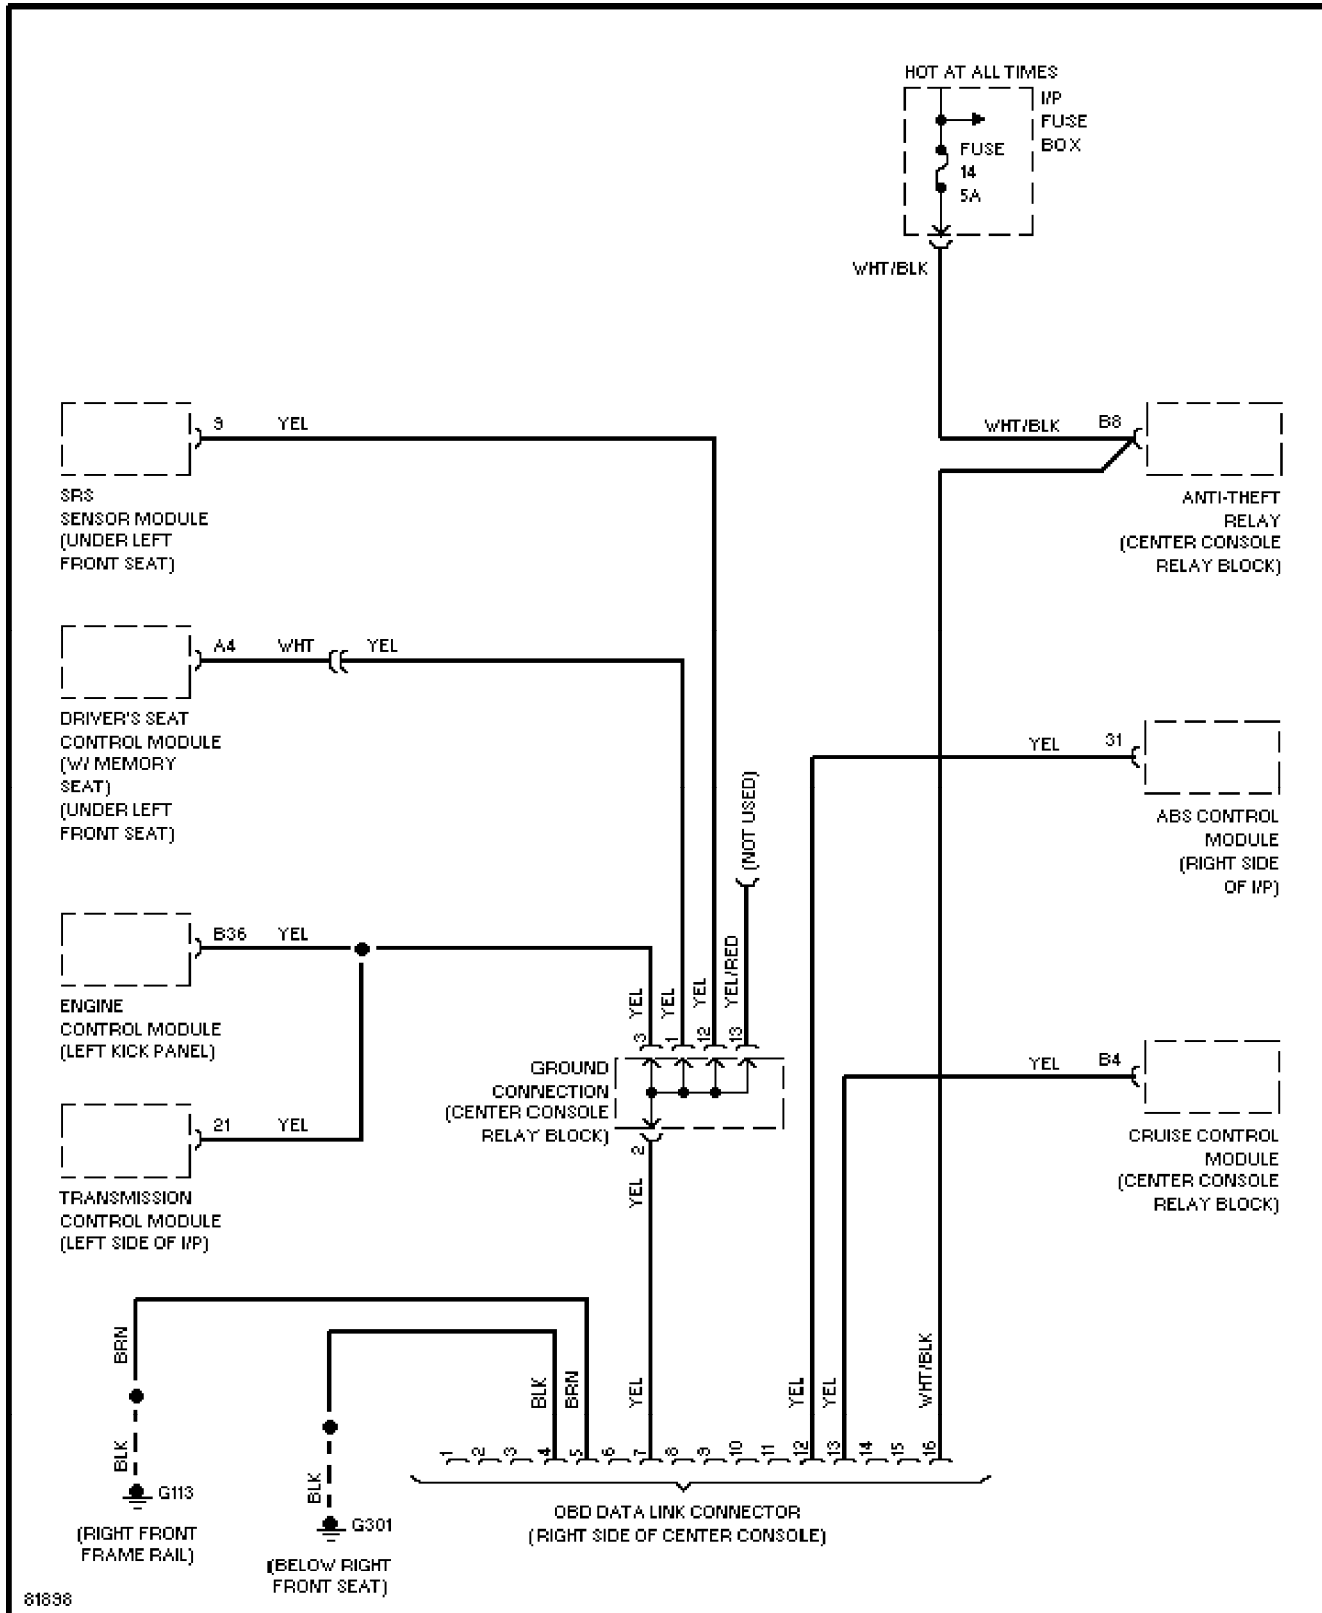 HOT AT ALL TIMES
I/P
FUSE
BOX
FUSE
14
5A
WHT/BLK
9 YEL
SRS
SENSOR MODULE
(UNDER LEFT
FRONT SEAT)
WHT/BLK B8
ANTI-THEFT
RELAY
(CENTER CONSOLE
RELAY BLOCK)
A4 WHT YEL
DRIVER'S SEAT
CONTROL MODULE
(W/ MEMORY
SEAT)
(UNDER LEFT
FRONT SEAT)
YEL 31
ABS CONTROL
MODULE
(RIGHT SIDE
OF I/P)
(NOT USED)
B36 YEL
ENGINE
CONTROL MODULE
(LEFT KICK PANEL)
YEL
YEL
YEL
YEL/RED
3
1
12
13
GROUND
CONNECTION
(CENTER CONSOLE
RELAY BLOCK)
2
YEL
YEL B4
CRUISE CONTROL
MODULE
(CENTER CONSOLE
RELAY BLOCK)
21 YEL
TRANSMISSION
CONTROL MODULE
(LEFT SIDE OF I/P)
BRN
BLK
G113
(RIGHT FRONT
FRAME RAIL)
BLK
G301
(BELOW RIGHT
FRONT SEAT)
BLK
BRN
YEL
YEL
YEL
WHT/BLK
1
2
3
4
5
6
7
8
9
10
11
12
13
14
15
16
OBD DATA LINK CONNECTOR
(RIGHT SIDE OF CENTER CONSOLE)
81898